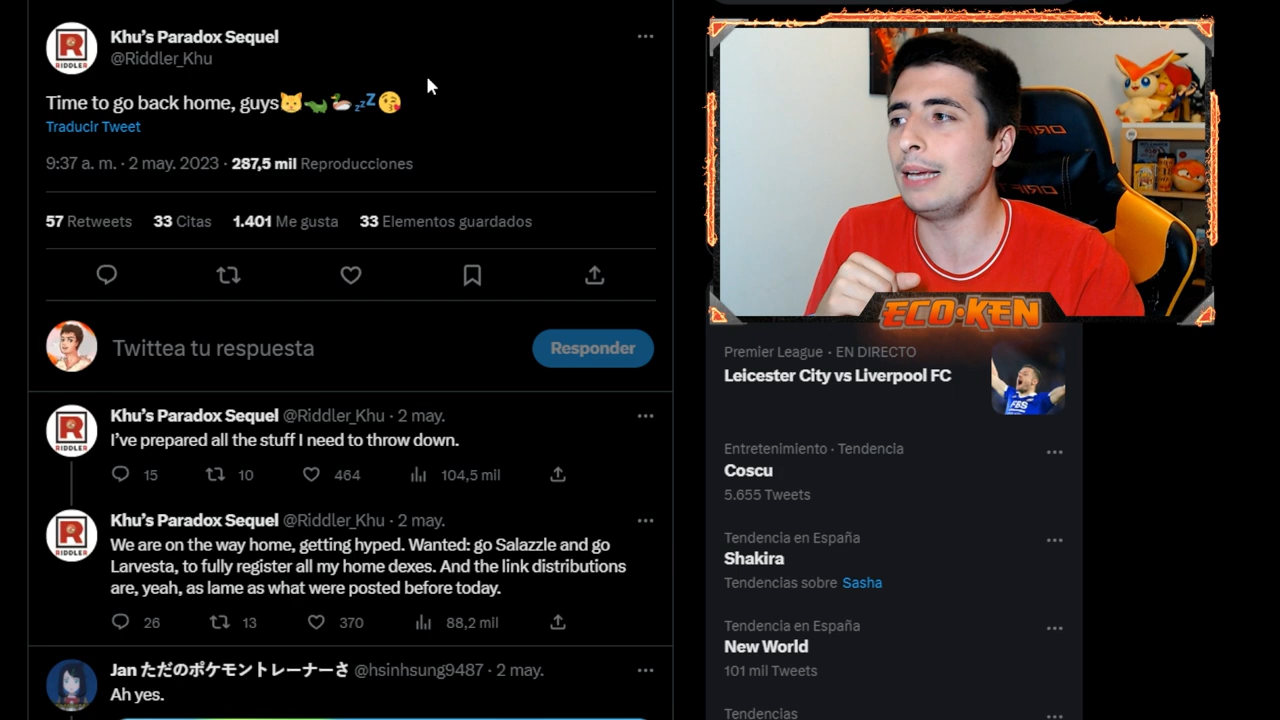 Khu's Paradox Sequel
@Riddler_Khu
RIDDLER
Time to go back home, guys🐱🦎🦆💤😘
Traducir Tweet
9:37 a. m. · 2 may. 2023 · 287,5 mil Reproducciones
57 Retweets 33 Citas 1.401 Me gusta 33 Elementos guardados
Twittea tu respuesta
Responder
Khu's Paradox Sequel @Riddler_Khu · 2 may.
RIDDLER
I've prepared all the stuff I need to throw down.
15 10 464 104,5 mil
Khu's Paradox Sequel @Riddler_Khu · 2 may.
RIDDLER
We are on the way home, getting hyped. Wanted: go Salazzle and go
Larvesta, to fully register all my home dexes. And the link distributions
are, yeah, as lame as what were posted before today.
26 13 370 88,2 mil
Jan ただのポケモントレーナーさ @hsinhsung9487 · 2 may.
Ah yes.
ECO·KEN
Premier League · EN DIRECTO
Leicester City vs Liverpool FC
FBS
Entretenimiento · Tendencia
Coscu
5.655 Tweets
Tendencia en España
Shakira
Tendencias sobre Sasha
Tendencia en España
New World
101 mil Tweets
Tendencias